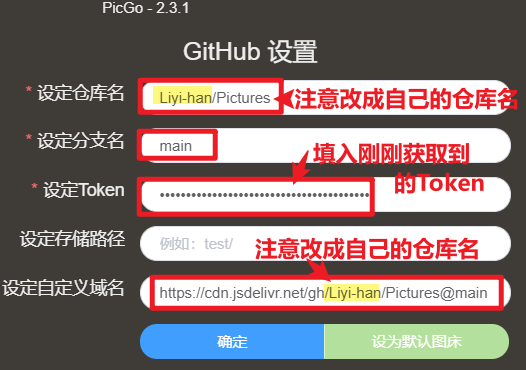 PicGo - 2.3.1
GitHub 设置
* 设定仓库名 Liyi-han/Pictures 注意改成自己的仓库名
* 设定分支名 main
填入刚刚获取到
的Token
* 设定Token ••••••••••••••••••••••••••••••••••••••••
设定存储路径 例如：test/
注意改成自己的仓库名
设定自定义域名 https://cdn.jsdelivr.net/gh/Liyi-han/Pictures@main
确定 设为默认图床